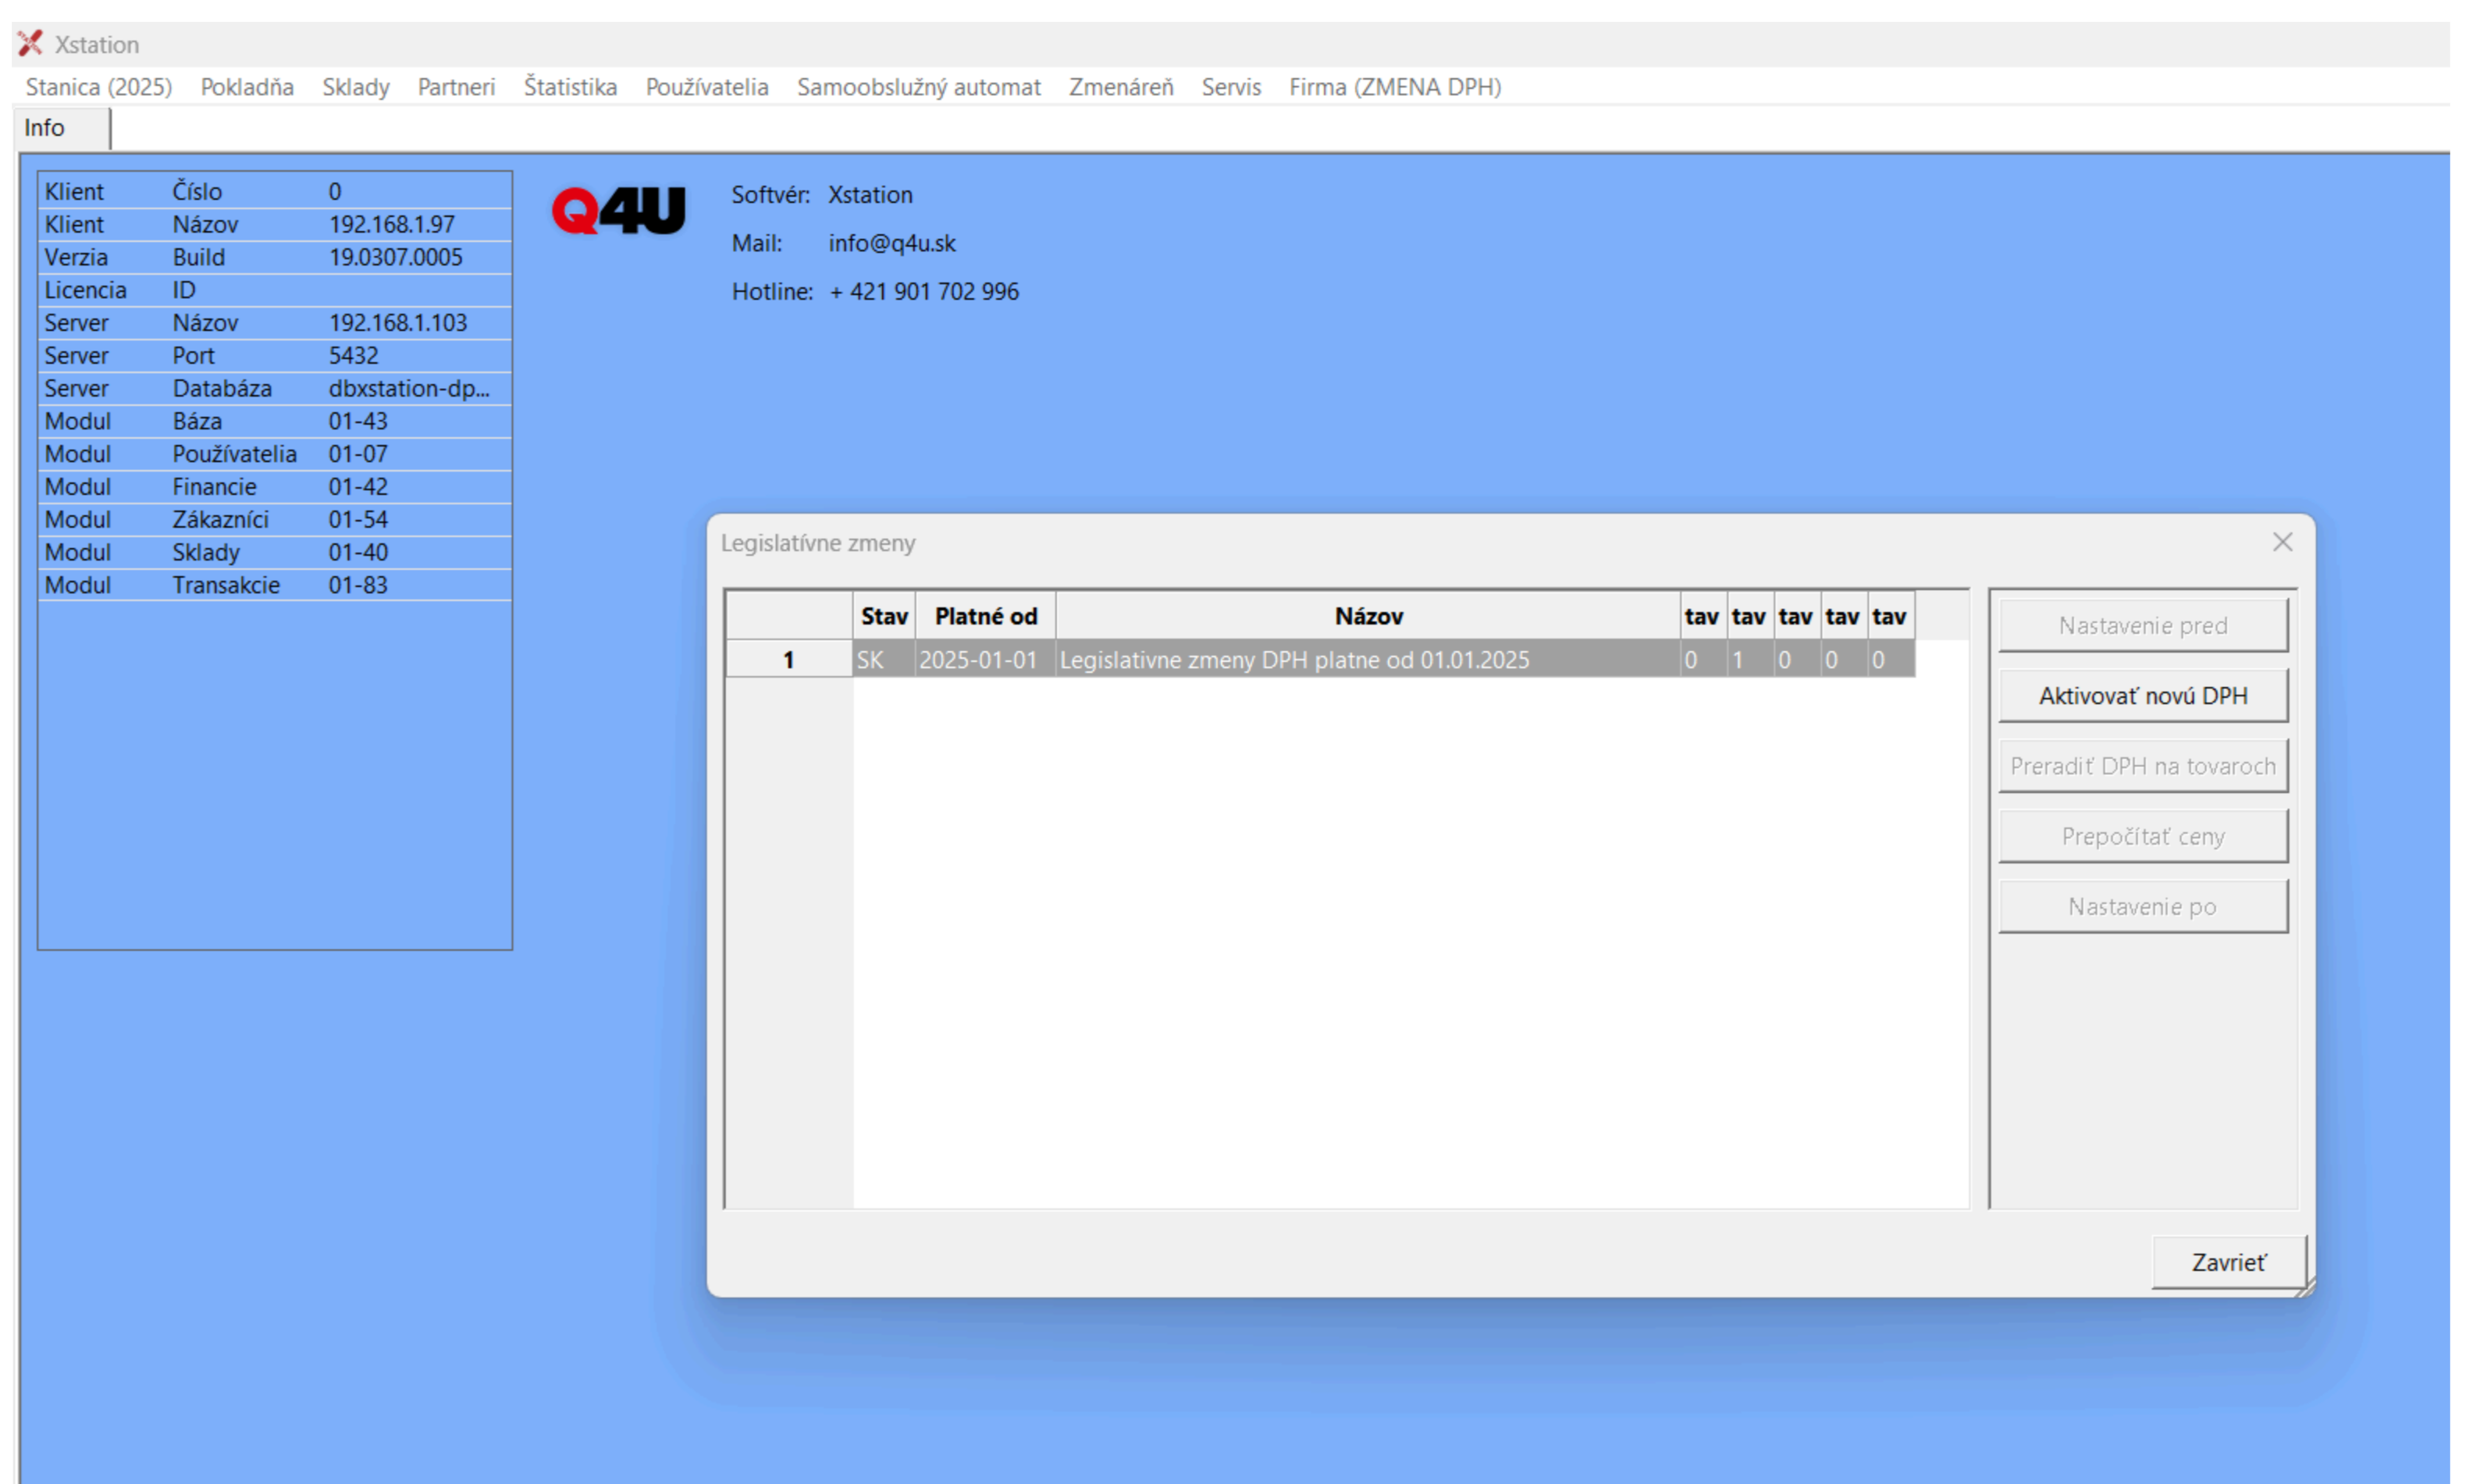 Xstation
Stanica (2025) Pokladňa Sklady Partneri Štatistika Používatelia Samoobslužný automat Zmenáreň Servis Firma (ZMENA DPH)
Info
Klient Číslo 0
Klient Názov 192.168.1.97
Verzia Build 19.0307.0005
Licencia ID
Server Názov 192.168.1.103
Server Port 5432
Server Databáza dbxstation-dp...
Modul Báza 01-43
Modul Používatelia 01-07
Modul Financie 01-42
Modul Zákazníci 01-54
Modul Sklady 01-40
Modul Transakcie 01-83
Q4U
Softvér: Xstation
Mail: info@q4u.sk
Hotline: + 421 901 702 996
Legislatívne zmeny
Stav Platné od Názov tav tav tav tav tav
1 SK 2025-01-01 Legislativne zmeny DPH platne od 01.01.2025 0 1 0 0 0
Nastavenie pred
Aktivovať novú DPH
Preradiť DPH na tovaroch
Prepočítať ceny
Nastavenie po
Zavrieť